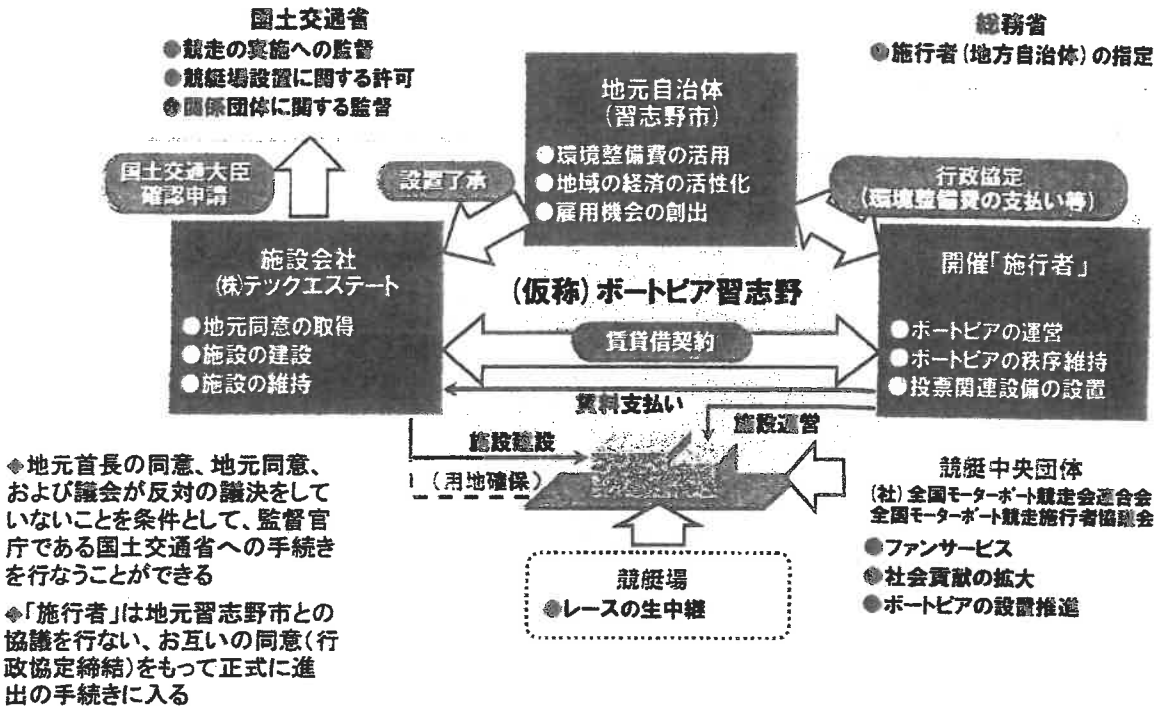 国土交通省
●競走の実施への監督
●競艇場設置に関する許可
●関係団体に関する監督
総務省
●施行者(地方自治体)の指定
地元自治体
(習志野市)
●環境整備費の活用
●地域の経済の活性化
●雇用機会の創出
国土交通大臣
確認申請
設置了承
行政協定
(環境整備費の支払い等)
施設会社
(株)テックエステート
●地元同意の取得
●施設の建設
●施設の維持
(仮称)ボートピア習志野
賃貸借契約
開催「施行者」
●ボートピアの運営
●ボートピアの秩序維持
●投票関連設備の設置
賃料支払い
施設運営
施設建設
(用地確保)
◆地元首長の同意、地元同意、
および議会が反対の議決をして
いないことを条件として、監督官
庁である国土交通省への手続き
を行なうことができる
◆「施行者」は地元習志野市との
協議を行ない、お互いの同意(行
政協定締結)をもって正式に進
出の手続きに入る
競艇場
●レースの生中継
競艇中央団体
(社)全国モーターボート競走会連合会
全国モーターボート競走施行者協議会
●ファンサービス
●社会貢献の拡大
●ボートピアの設置推進